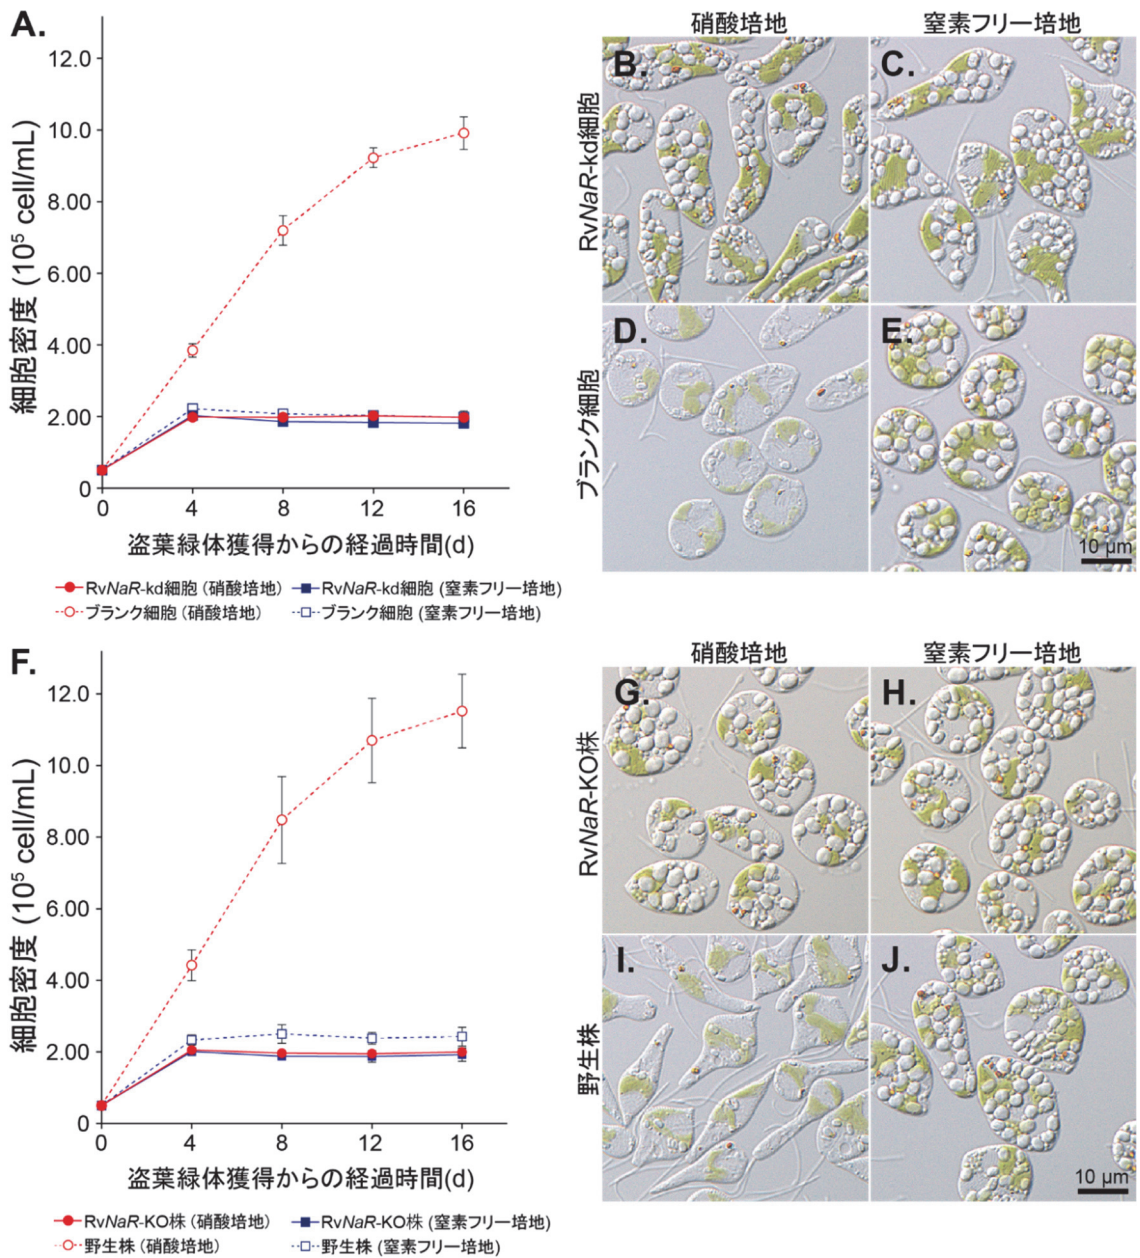 A.
12.0
10.0
8.00
6.00
4.00
2.00
0
細胞密度 (10⁵ cell/mL)
0 4 8 12 16
盗葉緑体獲得からの経過時間(d)
RvNaR-kd細胞 (硝酸培地) RvNaR-kd細胞 (窒素フリー培地)
ブランク細胞 (硝酸培地) ブランク細胞 (窒素フリー培地)
硝酸培地 窒素フリー培地
RvNaR-kd細胞
B. C.
ブランク細胞
D. E.
10 μm
F.
12.0
10.0
8.00
6.00
4.00
2.00
0
細胞密度 (10⁵ cell/mL)
0 4 8 12 16
盗葉緑体獲得からの経過時間(d)
RvNaR-KO株 (硝酸培地) RvNaR-KO株 (窒素フリー培地)
野生株 (硝酸培地) 野生株 (窒素フリー培地)
硝酸培地 窒素フリー培地
RvNaR-KO株
G. H.
野生株
I. J.
10 μm